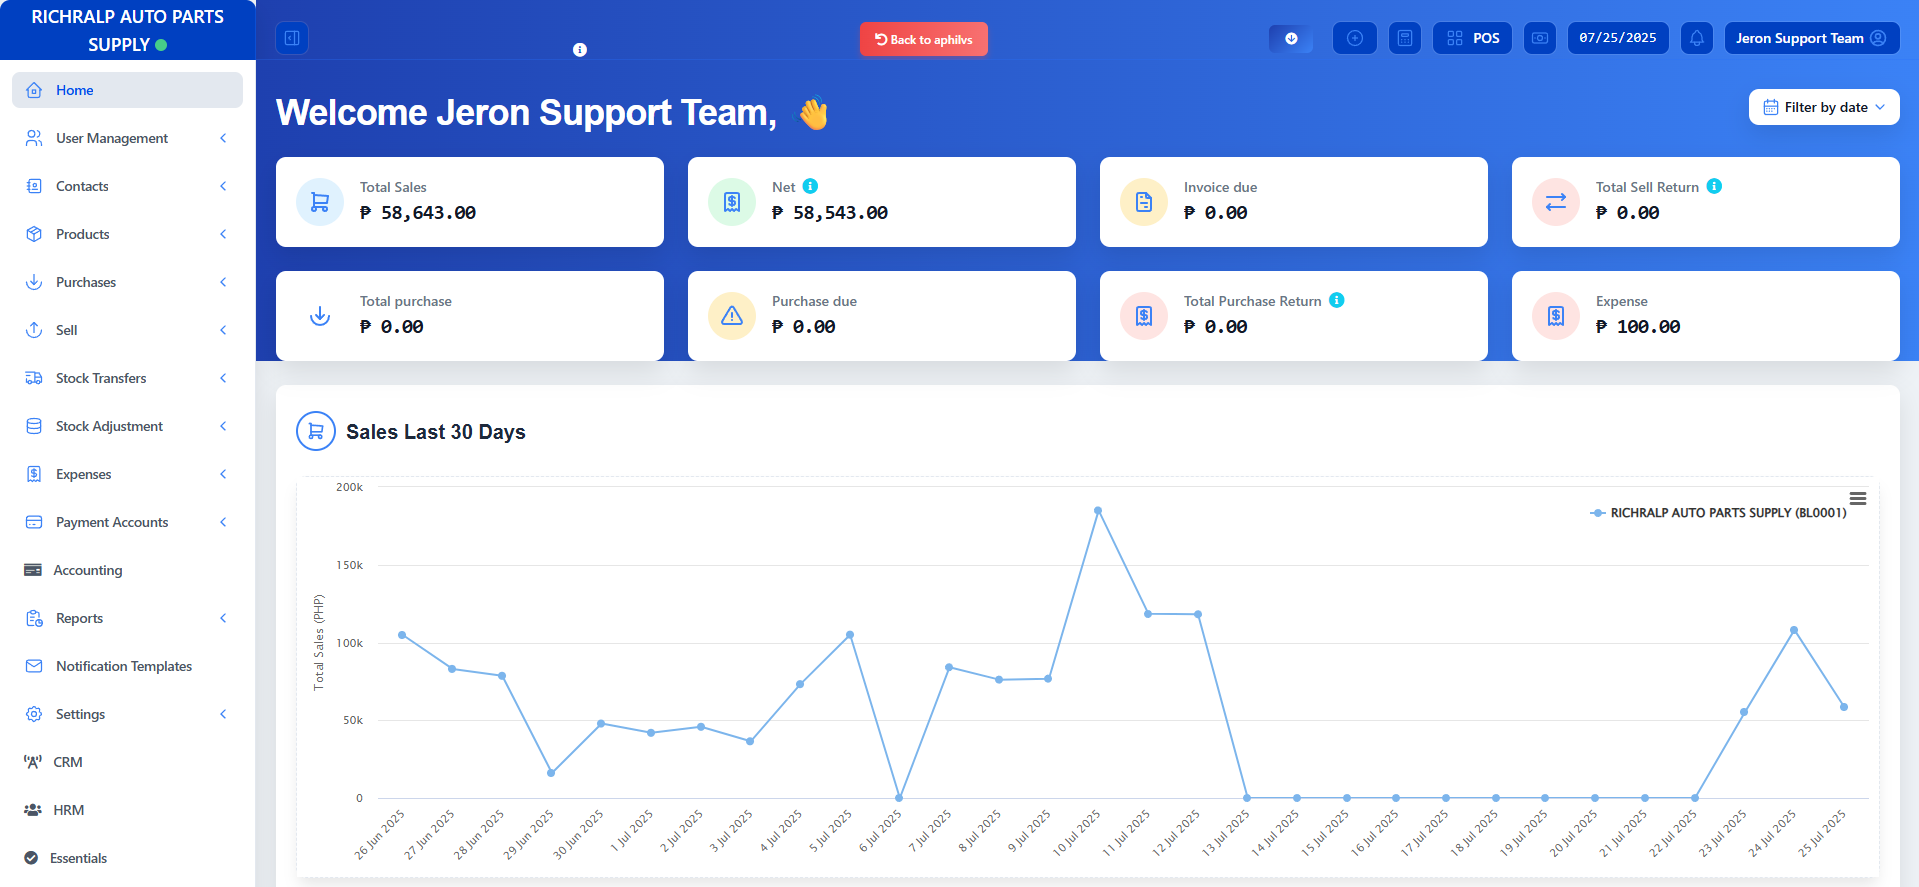 RICHRALP AUTO PARTS
SUPPLY
Back to aphilvs
POS
07/25/2025
Jeron Support Team
Home
User Management
Contacts
Products
Purchases
Sell
Stock Transfers
Stock Adjustment
Expenses
Payment Accounts
Accounting
Reports
Notification Templates
Settings
CRM
HRM
Essentials
Welcome Jeron Support Team, 👋
Filter by date
Total Sales
₱ 58,643.00
Net
₱ 58,543.00
Invoice due
₱ 0.00
Total Sell Return
₱ 0.00
Total purchase
₱ 0.00
Purchase due
₱ 0.00
Total Purchase Return
₱ 0.00
Expense
₱ 100.00
Sales Last 30 Days
RICHRALP AUTO PARTS SUPPLY (BL0001)
Total Sales (PHP)
200k
150k
100k
50k
0
26 Jun 2025
27 Jun 2025
28 Jun 2025
29 Jun 2025
30 Jun 2025
1 Jul 2025
2 Jul 2025
3 Jul 2025
4 Jul 2025
5 Jul 2025
6 Jul 2025
7 Jul 2025
8 Jul 2025
9 Jul 2025
10 Jul 2025
11 Jul 2025
12 Jul 2025
13 Jul 2025
14 Jul 2025
15 Jul 2025
16 Jul 2025
17 Jul 2025
18 Jul 2025
19 Jul 2025
20 Jul 2025
21 Jul 2025
22 Jul 2025
23 Jul 2025
24 Jul 2025
25 Jul 2025